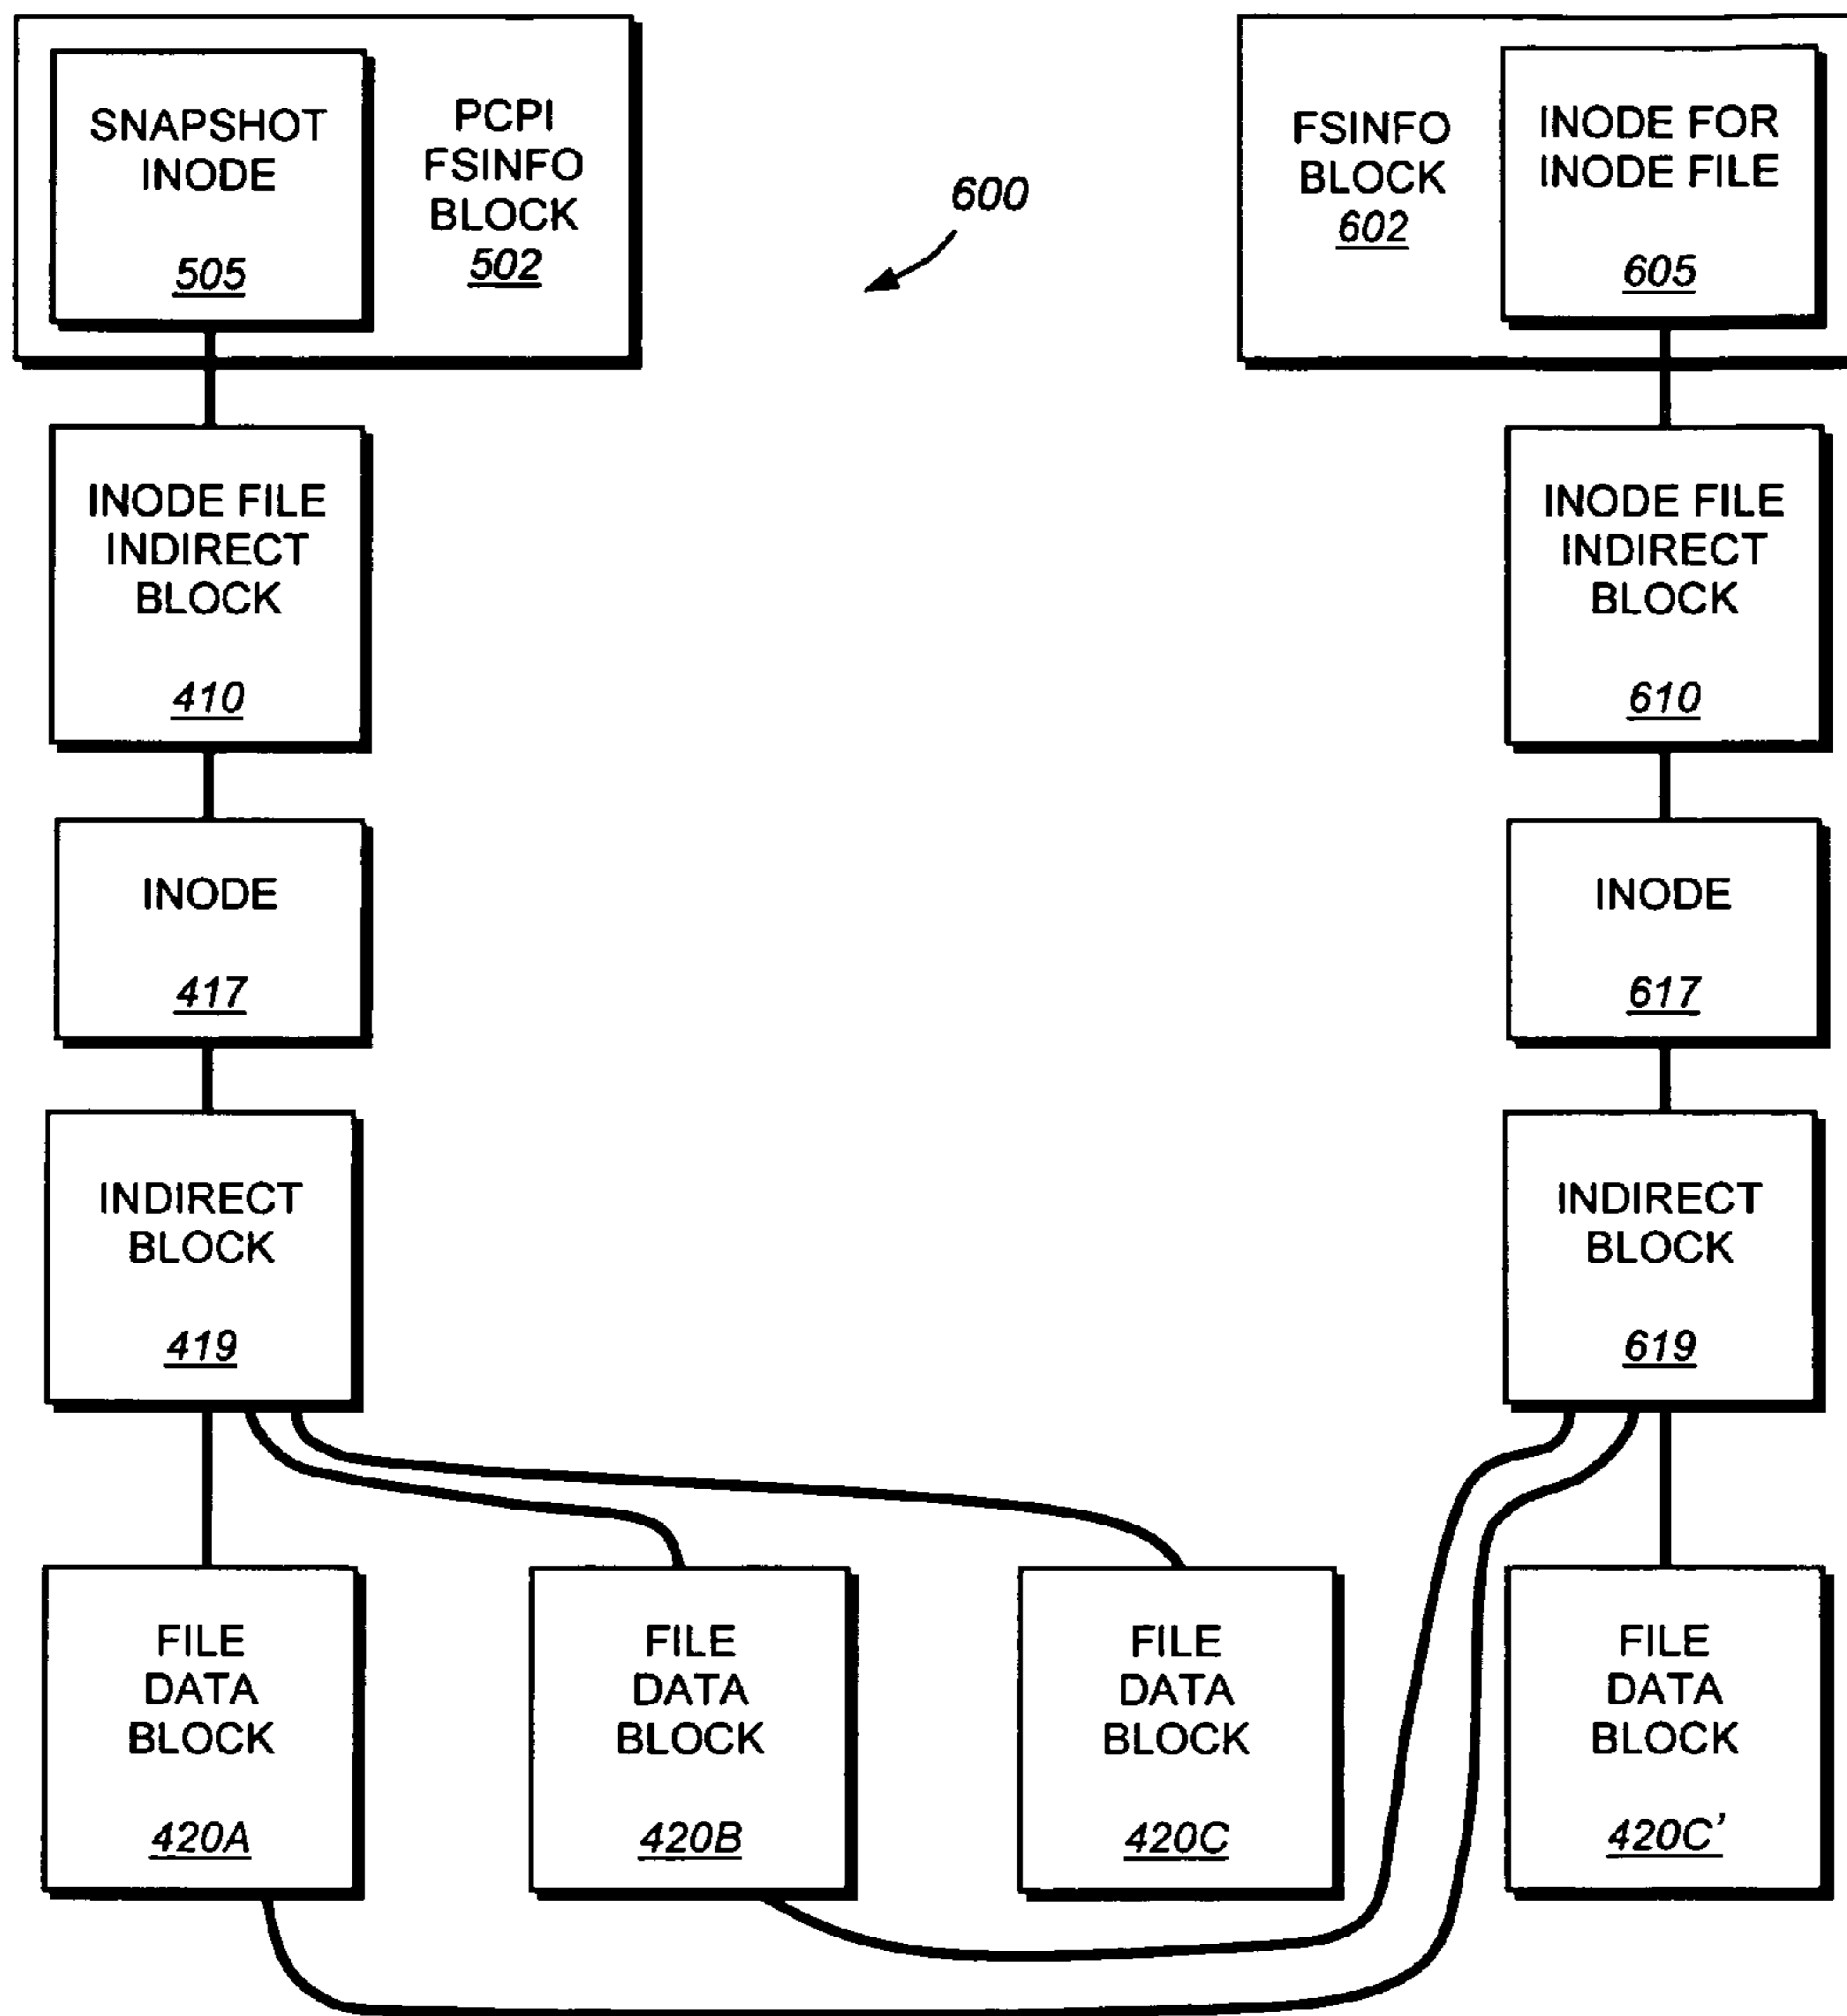 SNAPSHOT
INODE
505
PCPI
FSINFO
BLOCK
502
600
FSINFO
BLOCK
602
INODE FOR
INODE FILE
605
INODE FILE
INDIRECT
BLOCK
410
INODE FILE
INDIRECT
BLOCK
610
INODE
417
INODE
617
INDIRECT
BLOCK
419
INDIRECT
BLOCK
619
FILE
DATA
BLOCK
420A
FILE
DATA
BLOCK
420B
FILE
DATA
BLOCK
420C
FILE
DATA
BLOCK
420C'